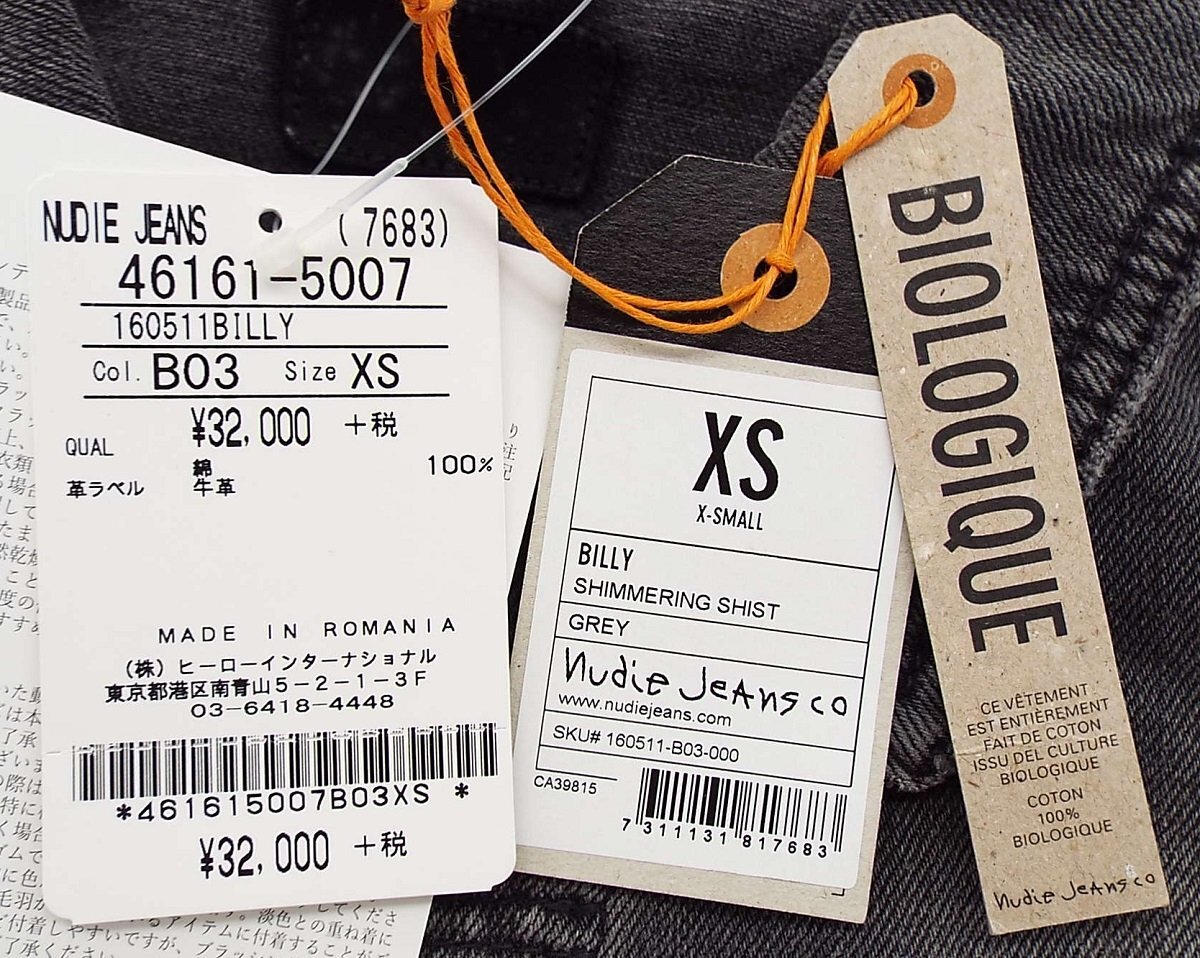 NUDIE JEANS (7683)
46161-5007
160511BILLY
Col. B03 Size XS
¥32,000 +税
QUAL 綿 100%
革ラベル 牛革
MADE IN ROMANIA
(株)ヒーローインターナショナル
東京都港区南青山5-2-1-3F
03-6418-4448
*461615007B03XS *
¥32,000 +税
XS
X-SMALL
BILLY
SHIMMERING SHIST
GREY
Nudie Jeans co
www.nudiejeans.com
SKU# 160511-B03-000
CA39815
7 311131 817683
BIOLOGIQUE
CE VÊTEMENT
EST ENTIÈREMENT
FAIT DE COTON
ISSU DEL CULTURE
BIOLOGIQUE
COTON
100%
BIOLOGIQUE
Nudie Jeans co